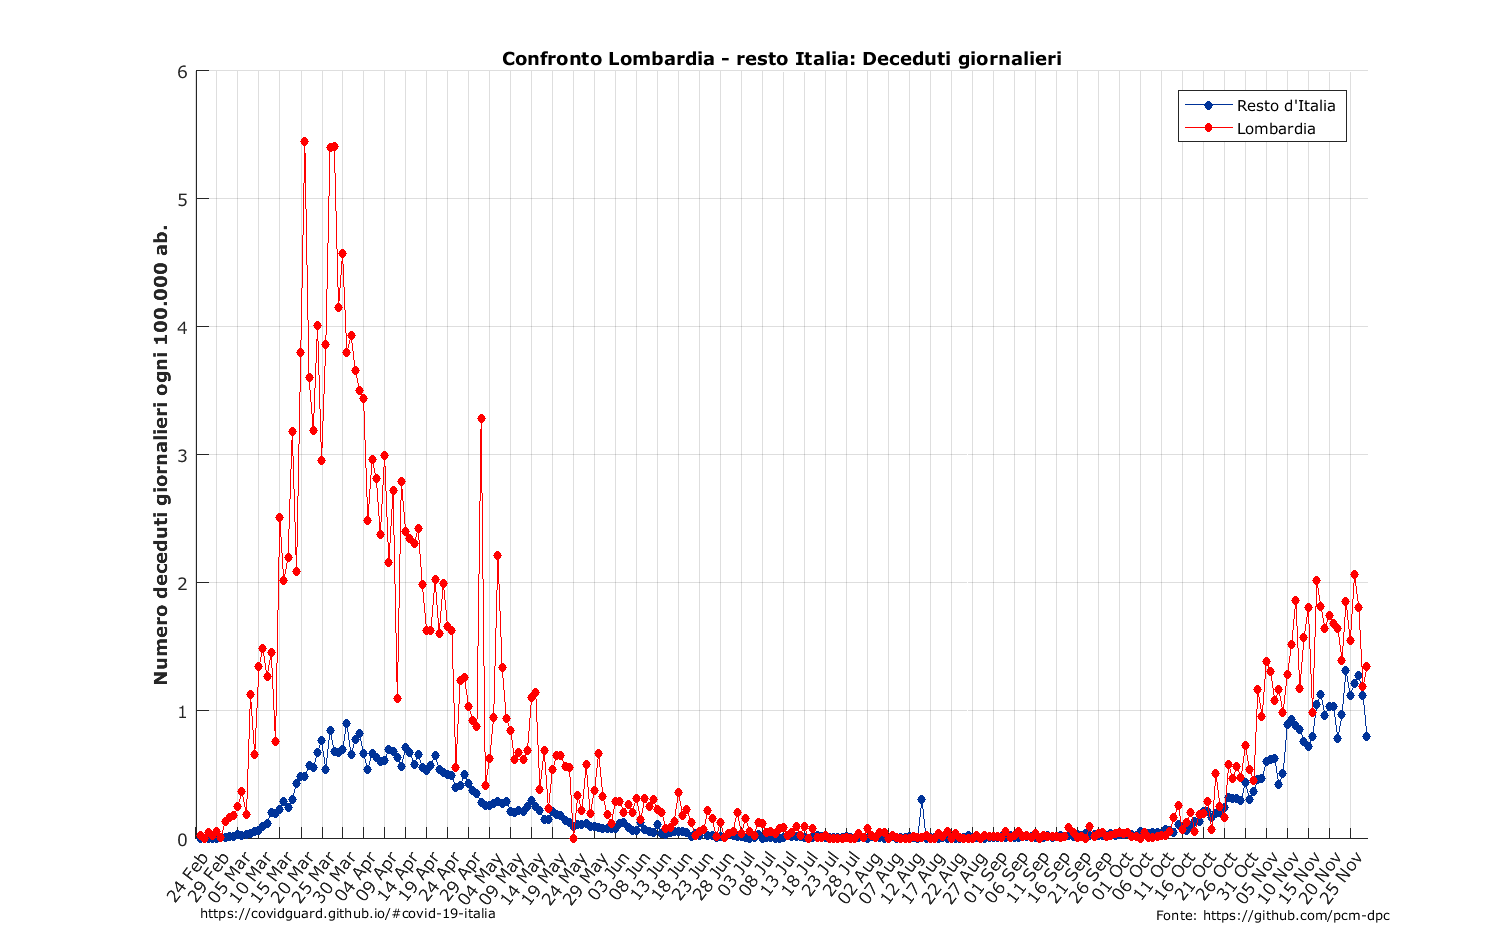 Confronto Lombardia - resto Italia: Deceduti giornalieri
Resto d'Italia
Lombardia
Numero deceduti giornalieri ogni 100.000 ab.
6
5
4
3
2
1
0
24 Feb
29 Feb
05 Mar
10 Mar
15 Mar
20 Mar
25 Mar
30 Mar
04 Apr
09 Apr
14 Apr
19 Apr
24 Apr
29 Apr
04 May
09 May
14 May
19 May
24 May
29 May
03 Jun
08 Jun
13 Jun
18 Jun
23 Jun
28 Jun
03 Jul
08 Jul
13 Jul
18 Jul
23 Jul
28 Jul
02 Aug
07 Aug
12 Aug
17 Aug
22 Aug
27 Aug
01 Sep
06 Sep
11 Sep
16 Sep
21 Sep
26 Sep
01 Oct
06 Oct
11 Oct
16 Oct
21 Oct
26 Oct
31 Oct
05 Nov
10 Nov
15 Nov
20 Nov
25 Nov
https://covidguard.github.io/#covid-19-italia
Fonte: https://github.com/pcm-dpc